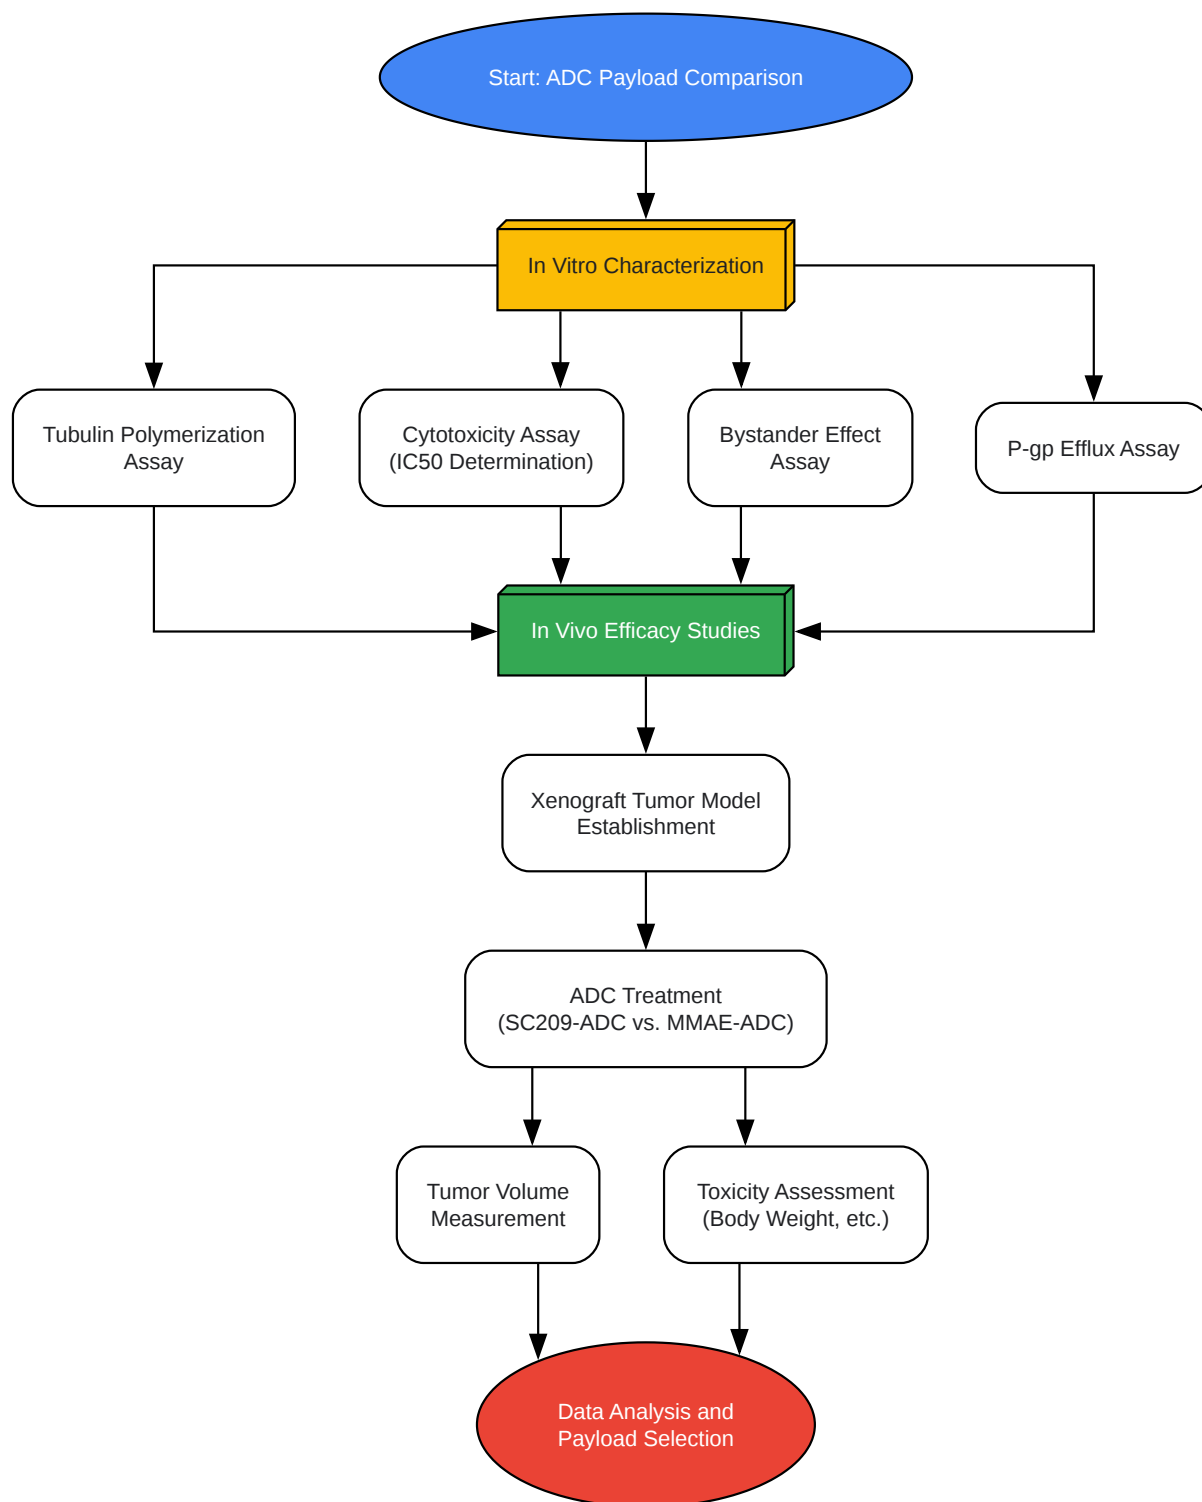 Start: ADC Payload Comparison
In Vitro Characterization
Tubulin Polymerization
Assay
Cytotoxicity Assay
(IC50 Determination)
Bystander Effect
Assay
P-gp Efflux Assay
In Vivo Efficacy Studies
Xenograft Tumor Model
Establishment
ADC Treatment
(SC209-ADC vs. MMAE-ADC)
Tumor Volume
Measurement
Toxicity Assessment
(Body Weight, etc.)
Data Analysis and
Payload Selection